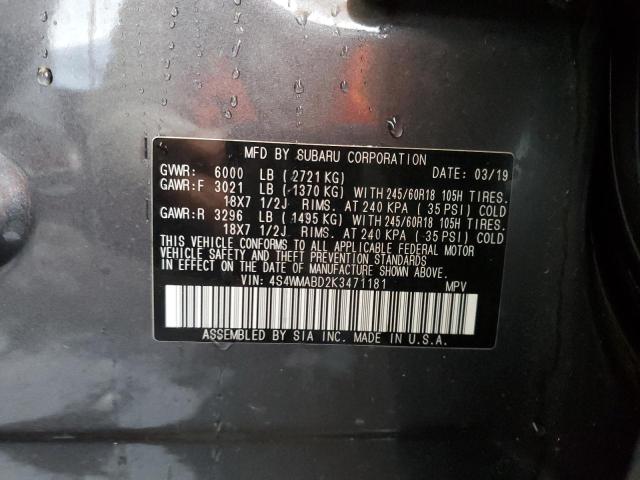 MFD BY SUBARU CORPORATION
GVWR: 6000 LB ( 2721 KG) DATE: 03/19
GAWR:F 3021 LB ( 1370 KG) WITH 245/60R18 105H TIRES.
18X7 1/2J RIMS. AT 240 KPA ( 35 PSI) COLD
GAWR:R 3296 LB ( 1495 KG) WITH 245/60R18 105H TIRES.
18X7 1/2J RIMS. AT 240 KPA ( 35 PSI) COLD
THIS VEHICLE CONFORMS TO ALL APPLICABLE FEDERAL MOTOR
VEHICLE SAFETY AND THEFT PREVENTION STANDARDS IN EFFECT
ON THE DATE OF MANUFACTURE SHOWN ABOVE.
VIN: 4S4WMABD2K3471181 MPV
ASSEMBLED BY SIA INC. MADE IN U.S.A.